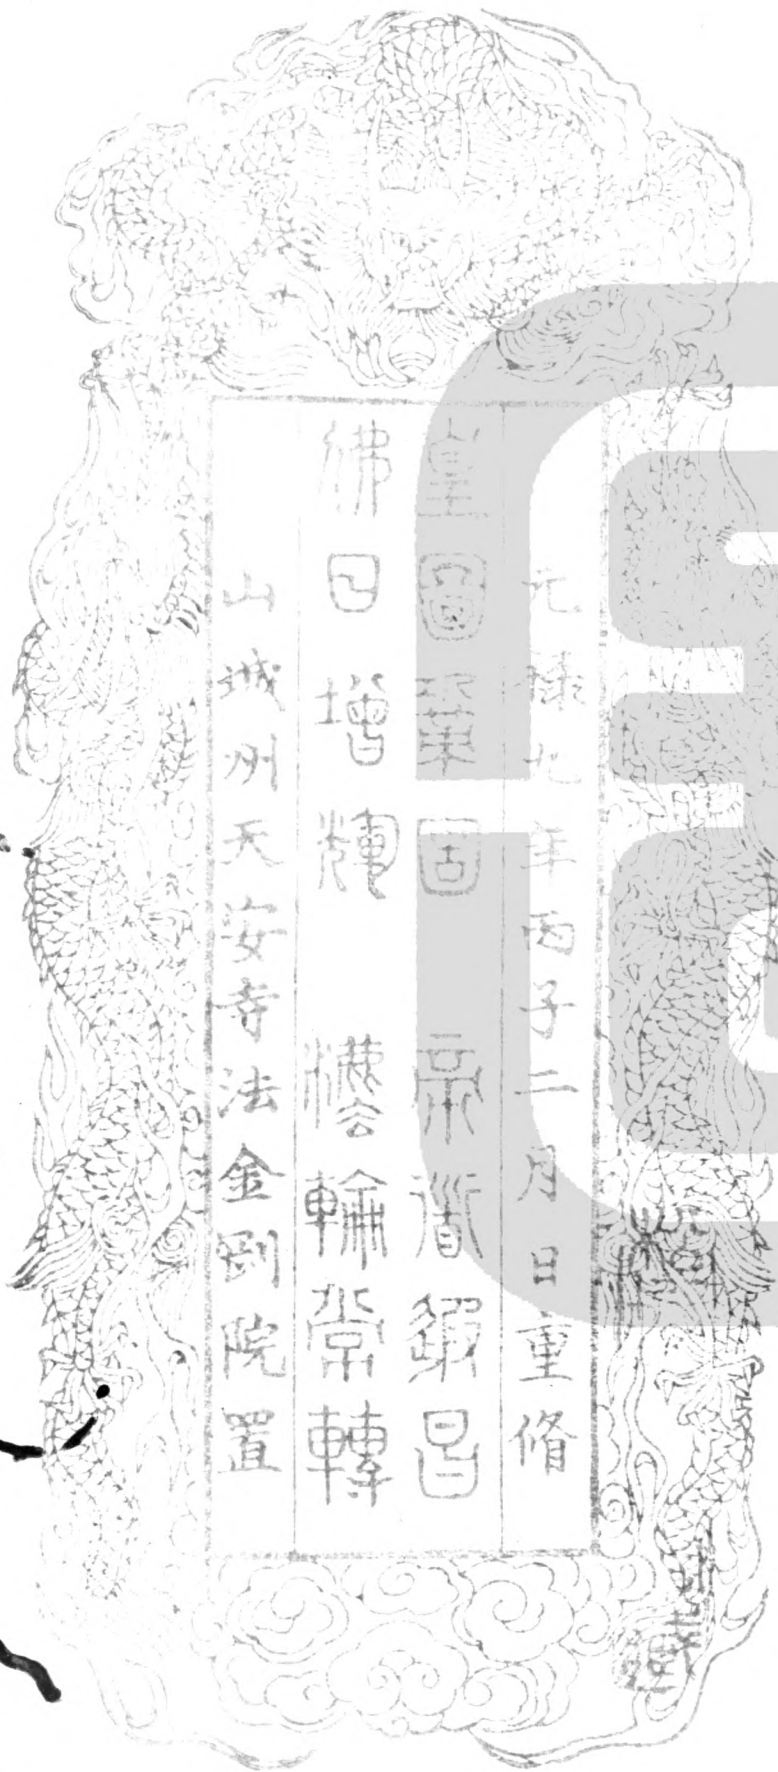 元祿九年丙子二月日重脩
皇圖鞏固　帝道遐昌
佛日增輝　法輪常轉
山城州天安寺法金剛院置